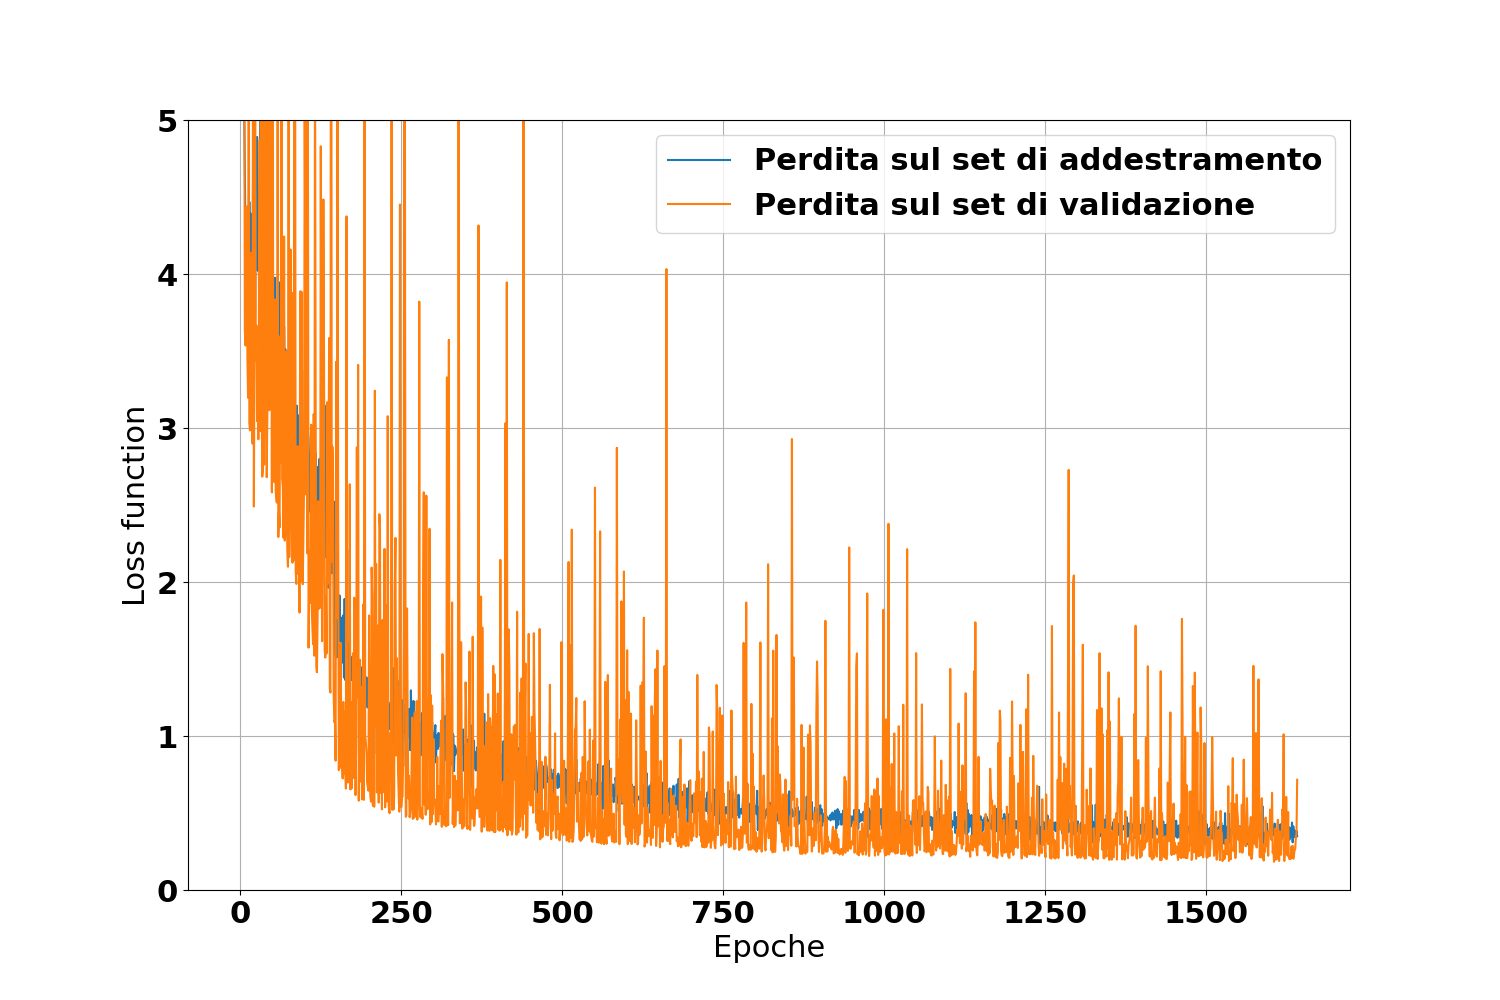 Perdita sul set di addestramento
Perdita sul set di validazione
5
4
3
2
1
0
Loss function
0 250 500 750 1000 1250 1500
Epoche